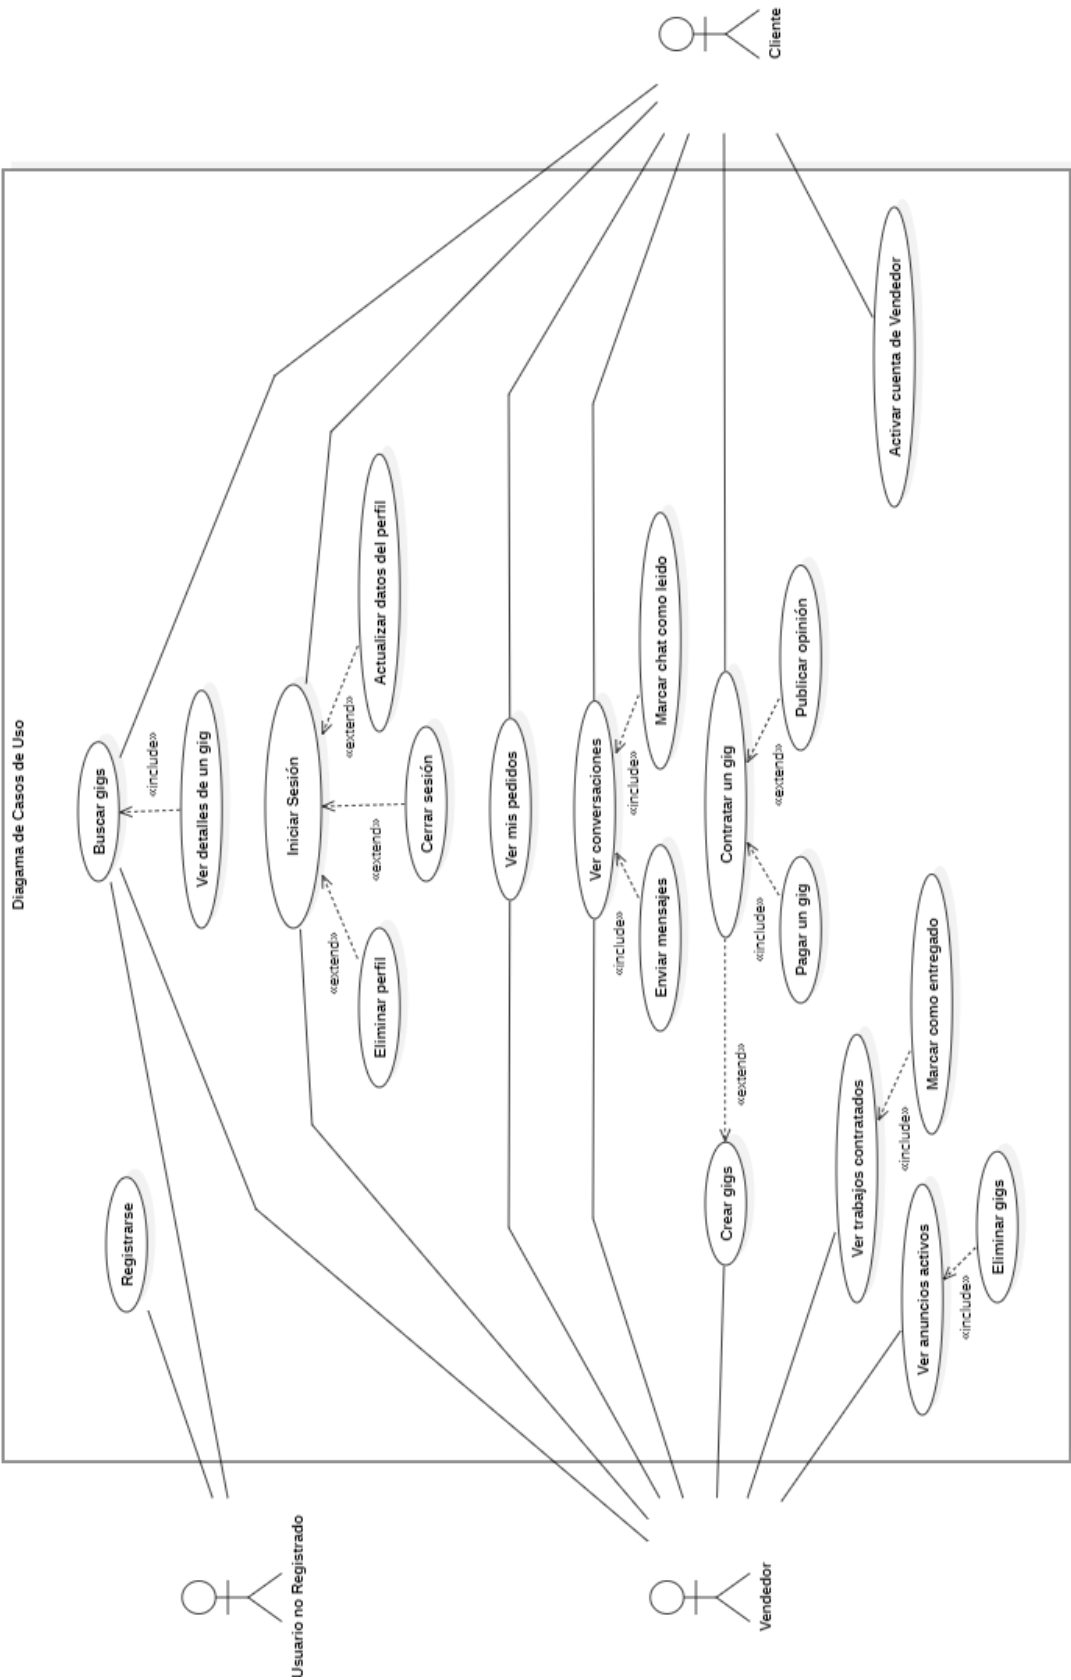 Diagama de Casos de Uso
Usuario no Registrado
Vendedor
Cliente
Registrarse
Buscar gigs
«include»
Ver detalles de un gig
Iniciar Sesión
«extend»
«extend»
«extend»
Eliminar perfil
Cerrar sesión
Actualizar datos del perfil
Ver mis pedidos
Ver conversaciones
«include»
«include»
Enviar mensajes
Marcar chat como leido
Crear gigs
«extend»
Contratar un gig
«include»
«extend»
Pagar un gig
Publicar opinión
Ver trabajos contratados
«include»
Marcar como entregado
Ver anuncios activos
«include»
Eliminar gigs
Activar cuenta de Vendedor